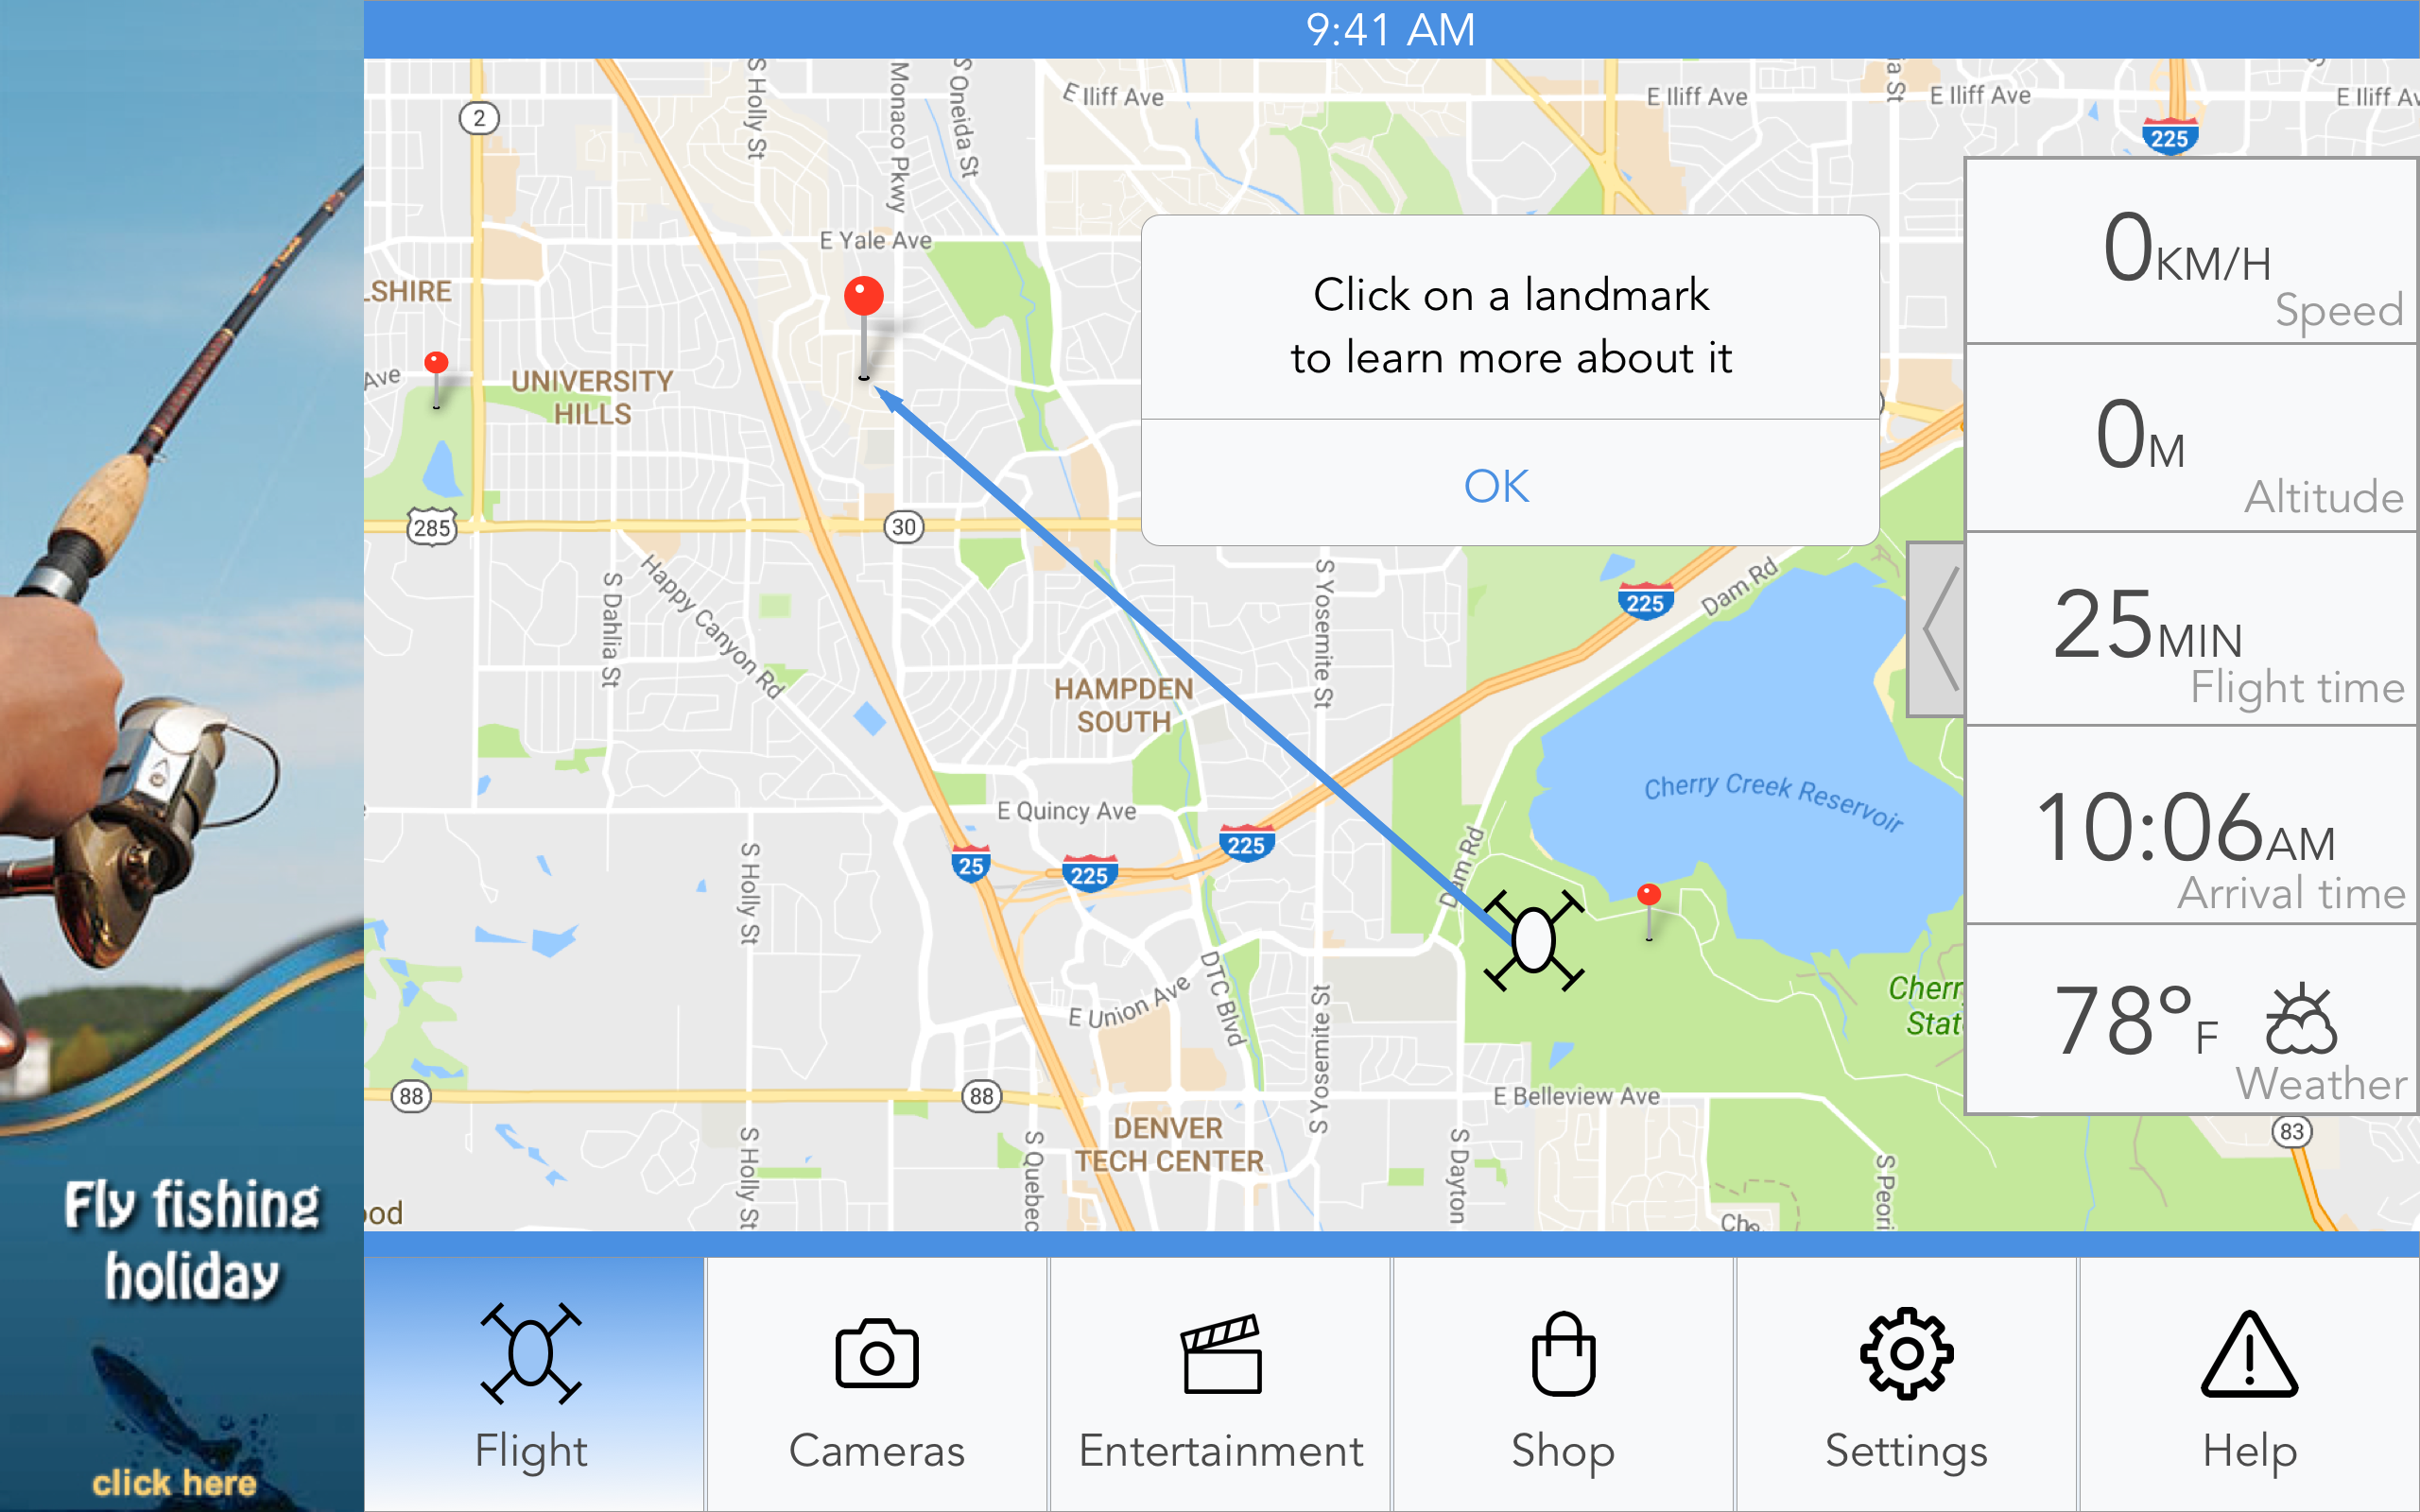 9:41 AM
S Holly St
Monaco Pkwy
S Oneida St
E Iliff Ave
E Iliff Ave
ia St
E Iliff Ave
E Iliff Av
2
225
E Yale Ave
LSHIRE
Ave
UNIVERSITY
HILLS
Click on a landmark
to learn more about it
OK
0KM/H
Speed
0M
Altitude
25MIN
Flight time
10:06AM
Arrival time
78°F
Weather
285
30
S Dahlia St
Happy Canyon Rd
S Yosemite St
225
Dam Rd
HAMPDEN
SOUTH
Cherry Creek Reservoir
E Quincy Ave
25
225
225
Dam Rd
S Holly St
E Union Ave
DTC Blvd
S Yosemite St
Cherr
Stat
88
88
E Belleview Ave
DENVER
TECH CENTER
S Holly St
S Quebec
S Dayton
S Peori
83
Che
ood
Fly fishing
holiday
click here
Flight
Cameras
Entertainment
Shop
Settings
Help